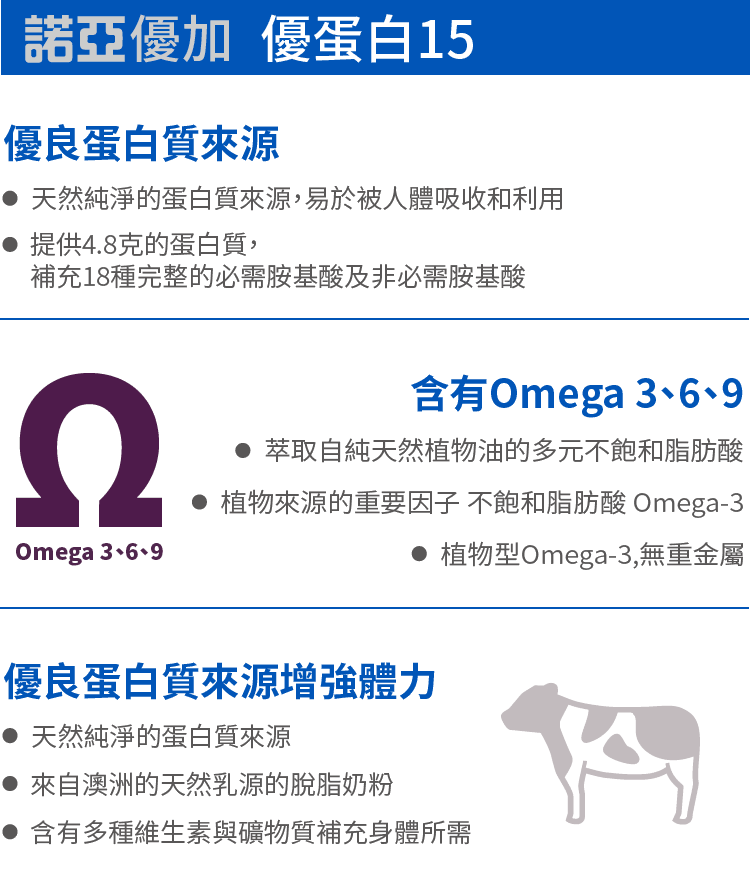 諾亞優加 優蛋白15
優良蛋白質來源
● 天然純淨的蛋白質來源，易於被人體吸收和利用
● 提供4.8克的蛋白質，
補充18種完整的必需胺基酸及非必需胺基酸
含有Omega 3、6、9
● 萃取自純天然植物油的多元不飽和脂肪酸
● 植物來源的重要因子 不飽和脂肪酸 Omega-3
● 植物型Omega-3,無重金屬
Ω
Omega 3、6、9
優良蛋白質來源增強體力
● 天然純淨的蛋白質來源
● 來自澳洲的天然乳源的脫脂奶粉
● 含有多種維生素與礦物質補充身體所需